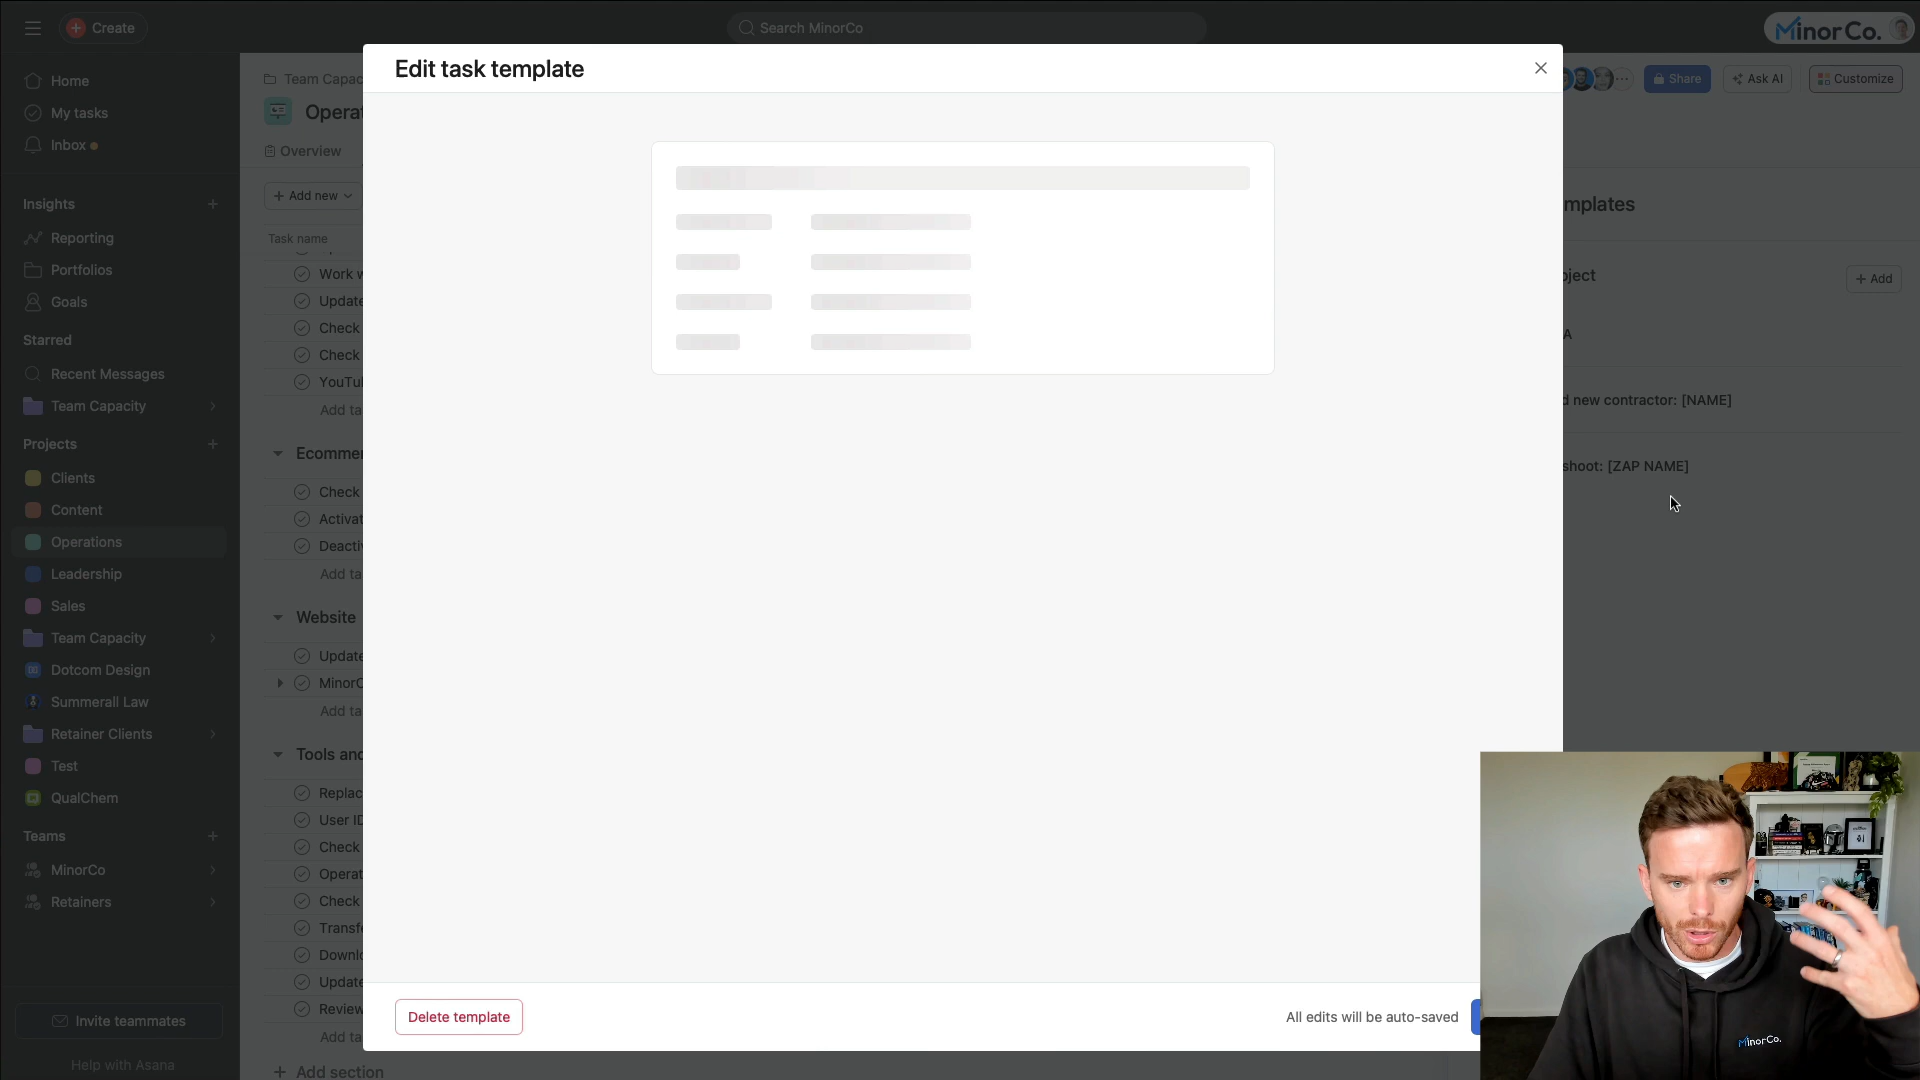 Create
Search MinorCo
MinorCo.
Edit task template
Home
My tasks
Inbox
Insights
Reporting
Portfolios
Goals
Starred
Recent Messages
Team Capacity
Projects
Clients
Content
Operations
Leadership
Sales
Team Capacity
Dotcom Design
Summerall Law
Retainer Clients
Test
QualChem
Teams
MinorCo
Retainers
Invite teammates
Help with Asana
Team Capac
Operat
Overview
Add new
Task name
Work w
Update
Check
Check
YouTu
Add ta
Ecommer
Check
Activat
Deacti
Add ta
Website
Update
MinorC
Add ta
Tools and
Replac
User ID
Check
Operat
Check
Transfe
Downlo
Update
Review
Add ta
Add section
Share
Ask AI
Customize
mplates
oject
Add
A
d new contractor: [NAME]
shoot: [ZAP NAME]
Delete template
All edits will be auto-saved
MinorCo.